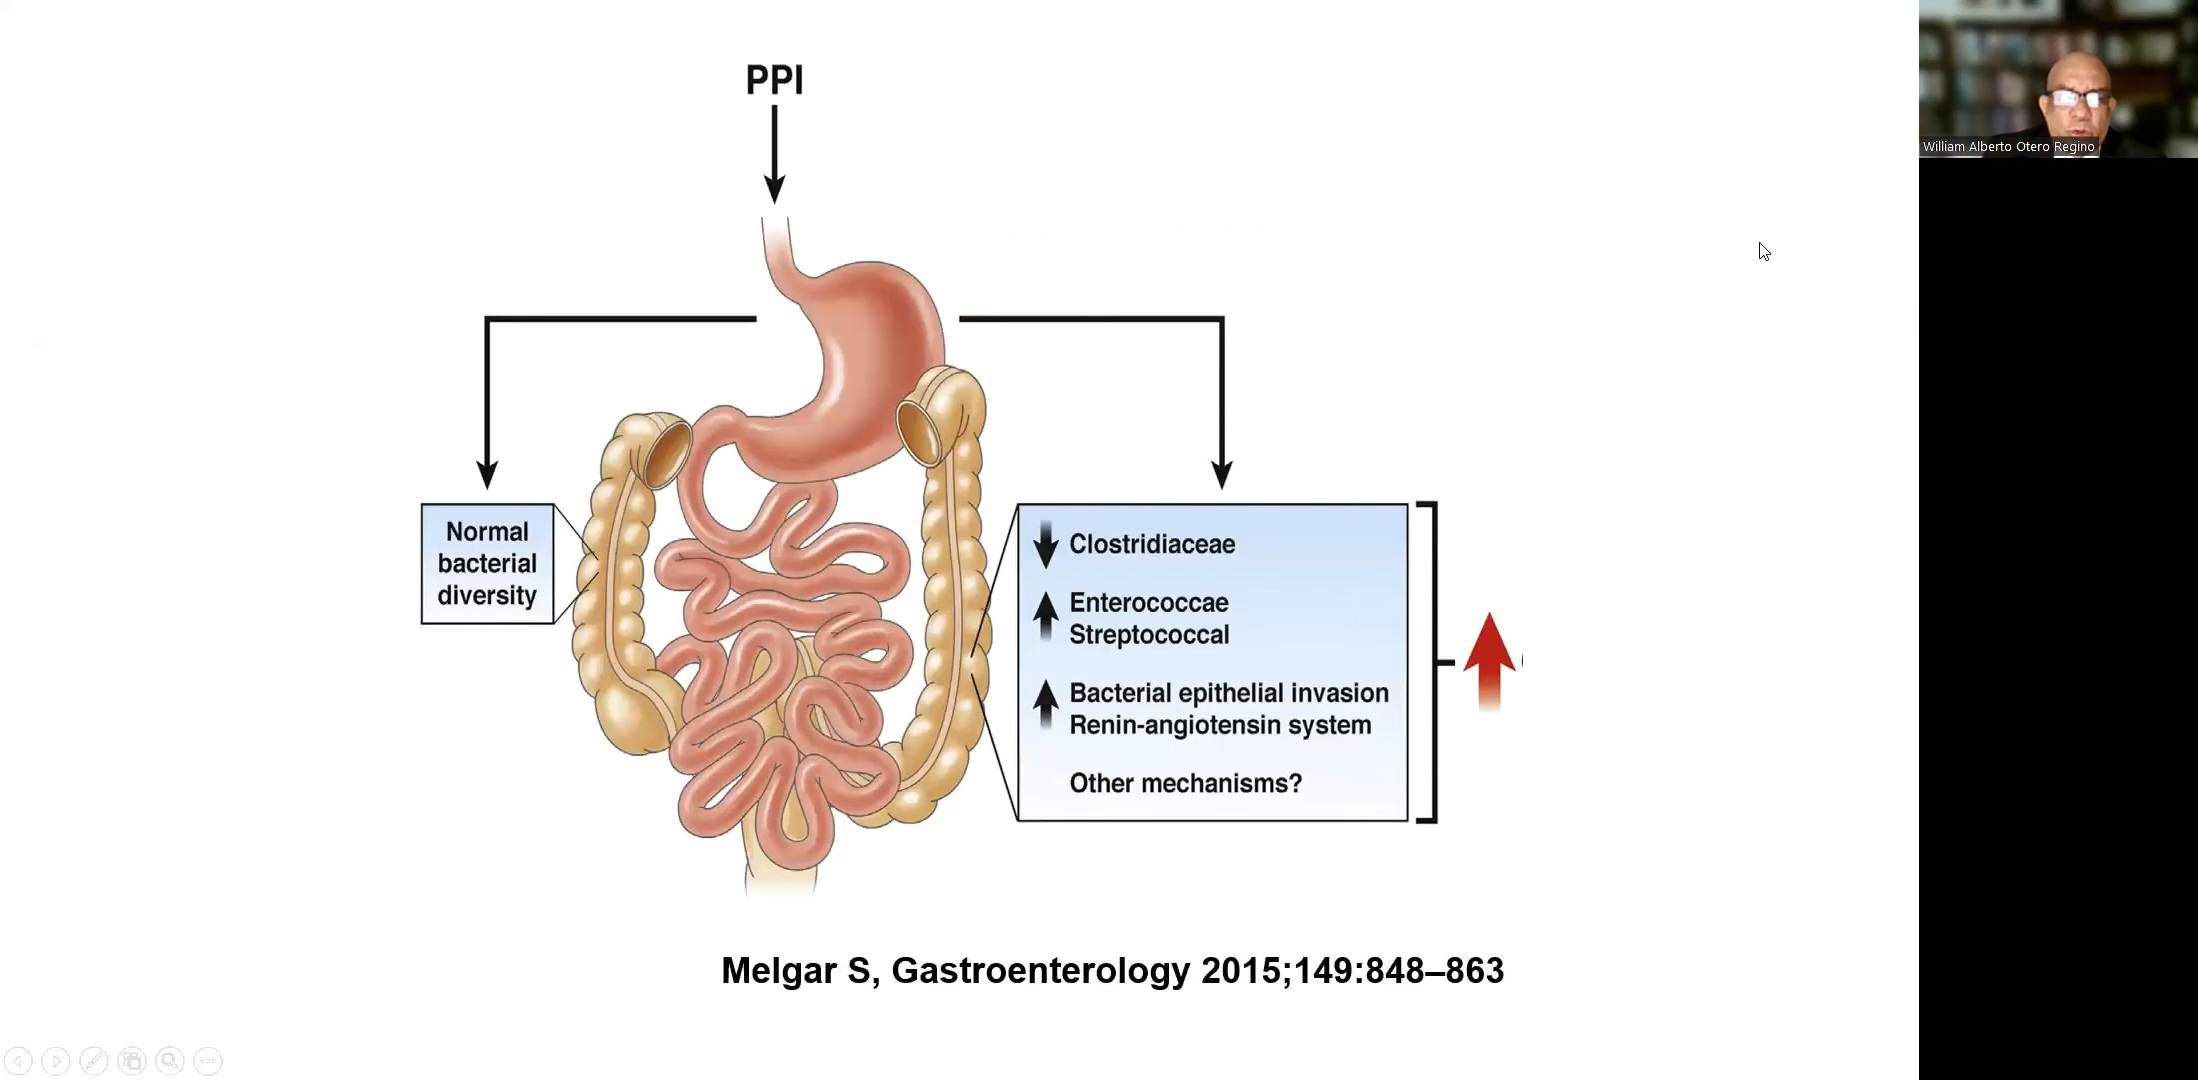 PPI
Normal
bacterial
diversity
Clostridiaceae
Enterococcae
Streptococcal
Bacterial epithelial invasion
Renin-angiotensin system
Other mechanisms?
Melgar S, Gastroenterology 2015;149:848–863
William Alberto Otero Regino